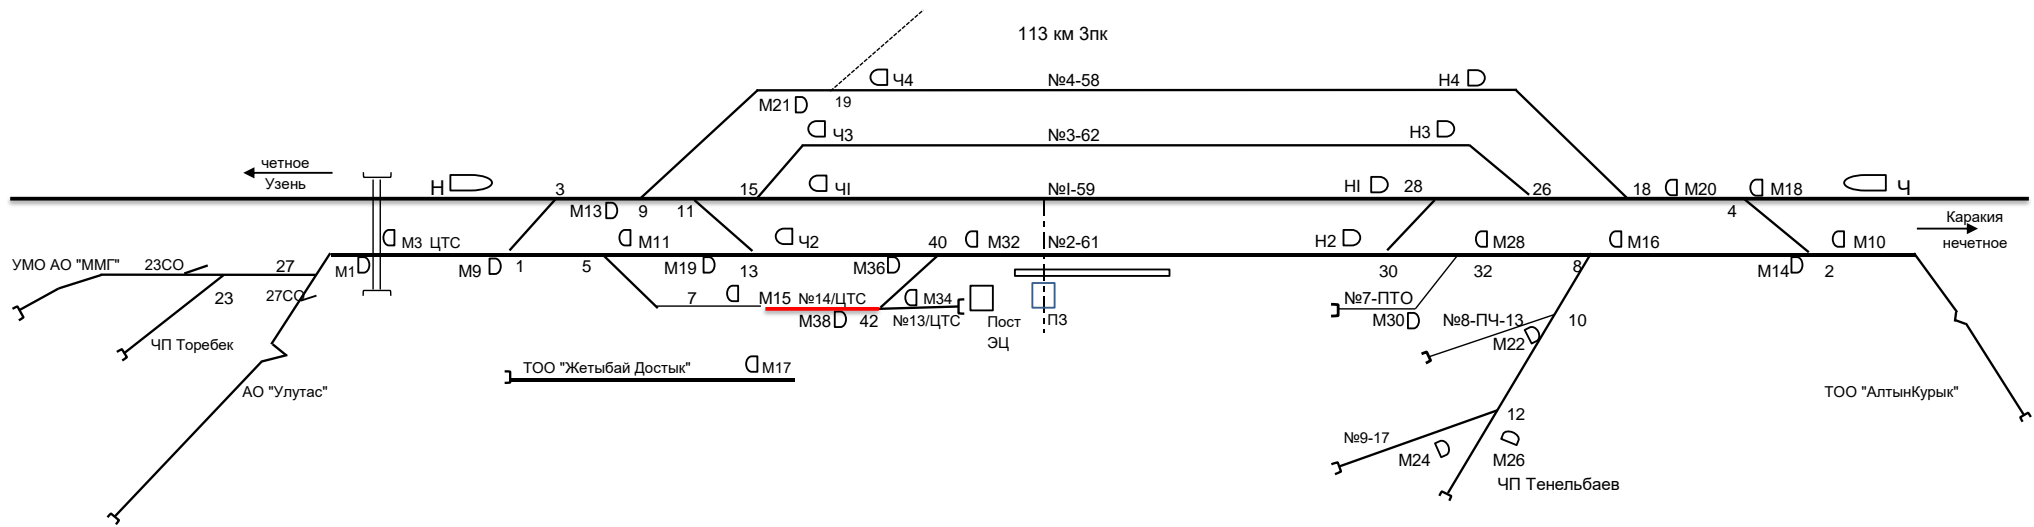 113 км 3пк
Ч4
№4-58
Н4
М21
19
Ч3
№3-62
Н3
четное
Узень
Н
3
15
ЧI
№I-59
НI
28
26
18
М20
М18
Ч
М13
9
11
4
Каракия
нечетное
М3 ЦТС
М11
Ч2
40
М32
№2-61
Н2
М28
М16
М10
УМО АО "ММГ"
23СО
27
М1
М9
1
5
М19
13
М36
30
32
8
М14
2
23
27СО
7
М15
№14/ЦТС
М34
№7-ПТО
М38
42
№13/ЦТС
Пост
ЭЦ
ПЗ
М30
№8-ПЧ-13
10
М22
ЧП Торебек
ТОО "Жетыбай Достык"
М17
АО "Улутас"
ТОО "АлтынКурык"
12
№9-17
М24
М26
ЧП Тенельбаев